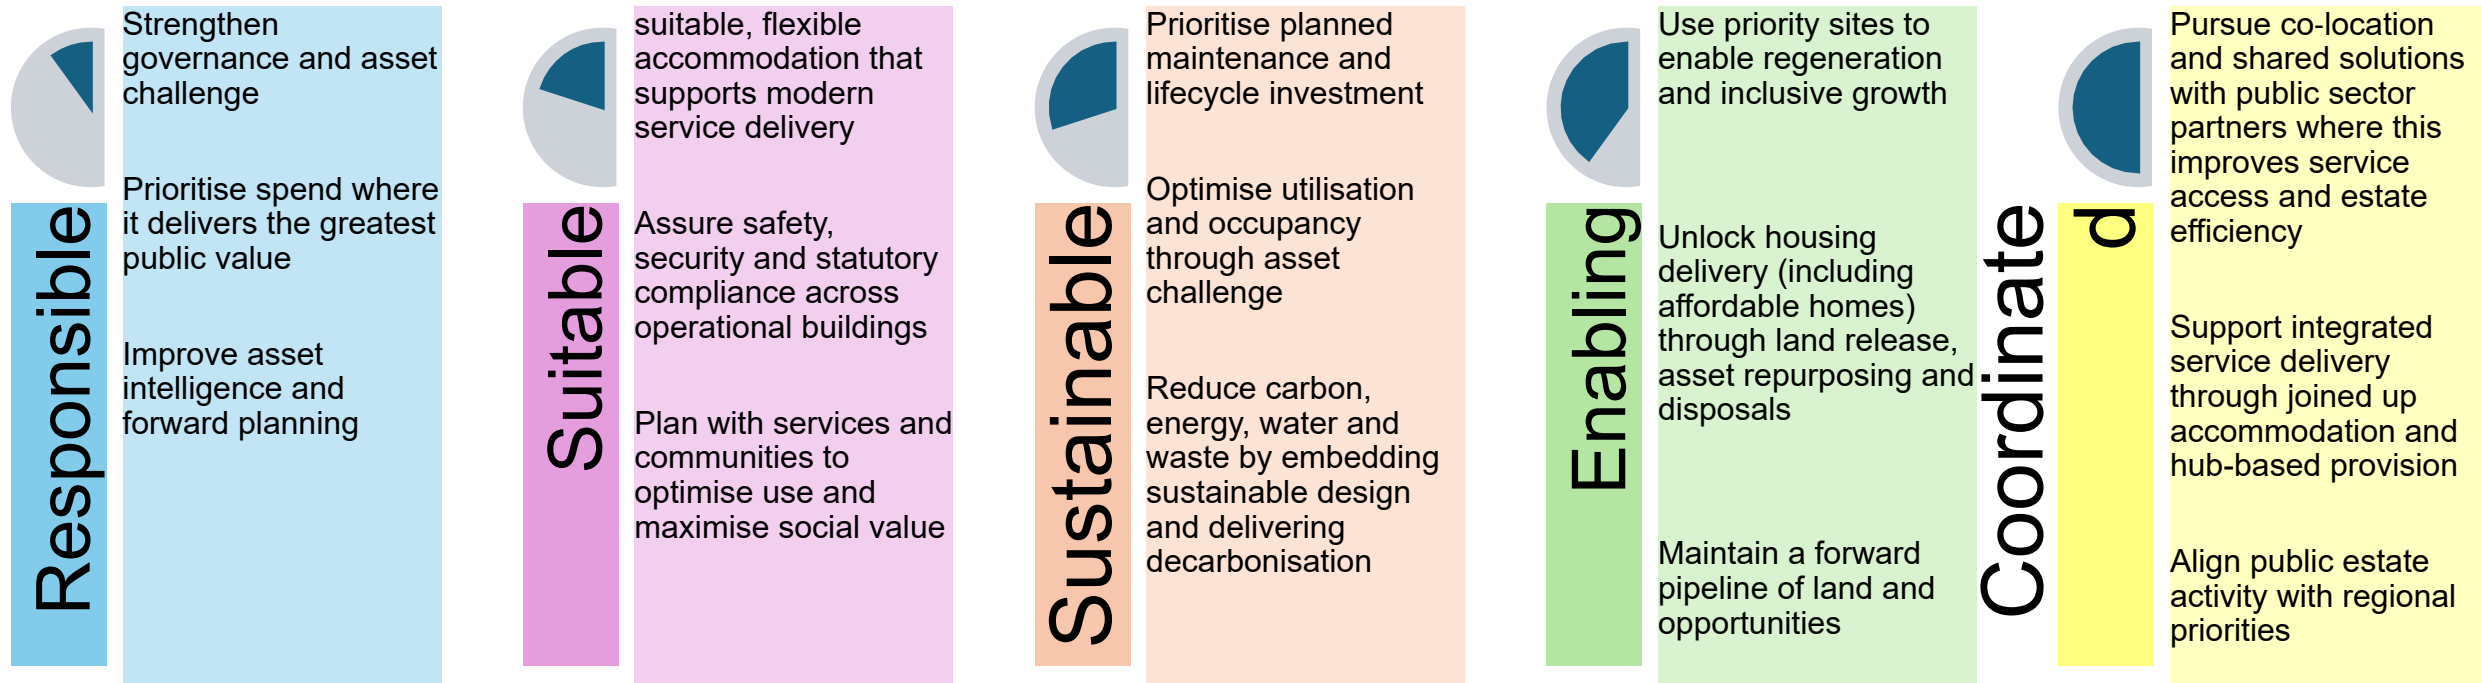 Responsible
Strengthen
governance and asset
challenge
Prioritise spend where
it delivers the greatest
public value
Improve asset
intelligence and
forward planning
Suitable
suitable, flexible
accommodation that
supports modern
service delivery
Assure safety,
security and statutory
compliance across
operational buildings
Plan with services and
communities to
optimise use and
maximise social value
Sustainable
Prioritise planned
maintenance and
lifecycle investment
Optimise utilisation
and occupancy
through asset
challenge
Reduce carbon,
energy, water and
waste by embedding
sustainable design
and delivering
decarbonisation
Enabling
Use priority sites to
enable regeneration
and inclusive growth
Unlock housing
delivery (including
affordable homes)
through land release,
asset repurposing and
disposals
Maintain a forward
pipeline of land and
opportunities
Coordinate
d
Pursue co-location
and shared solutions
with public sector
partners where this
improves service
access and estate
efficiency
Support integrated
service delivery
through joined up
accommodation and
hub-based provision
Align public estate
activity with regional
priorities